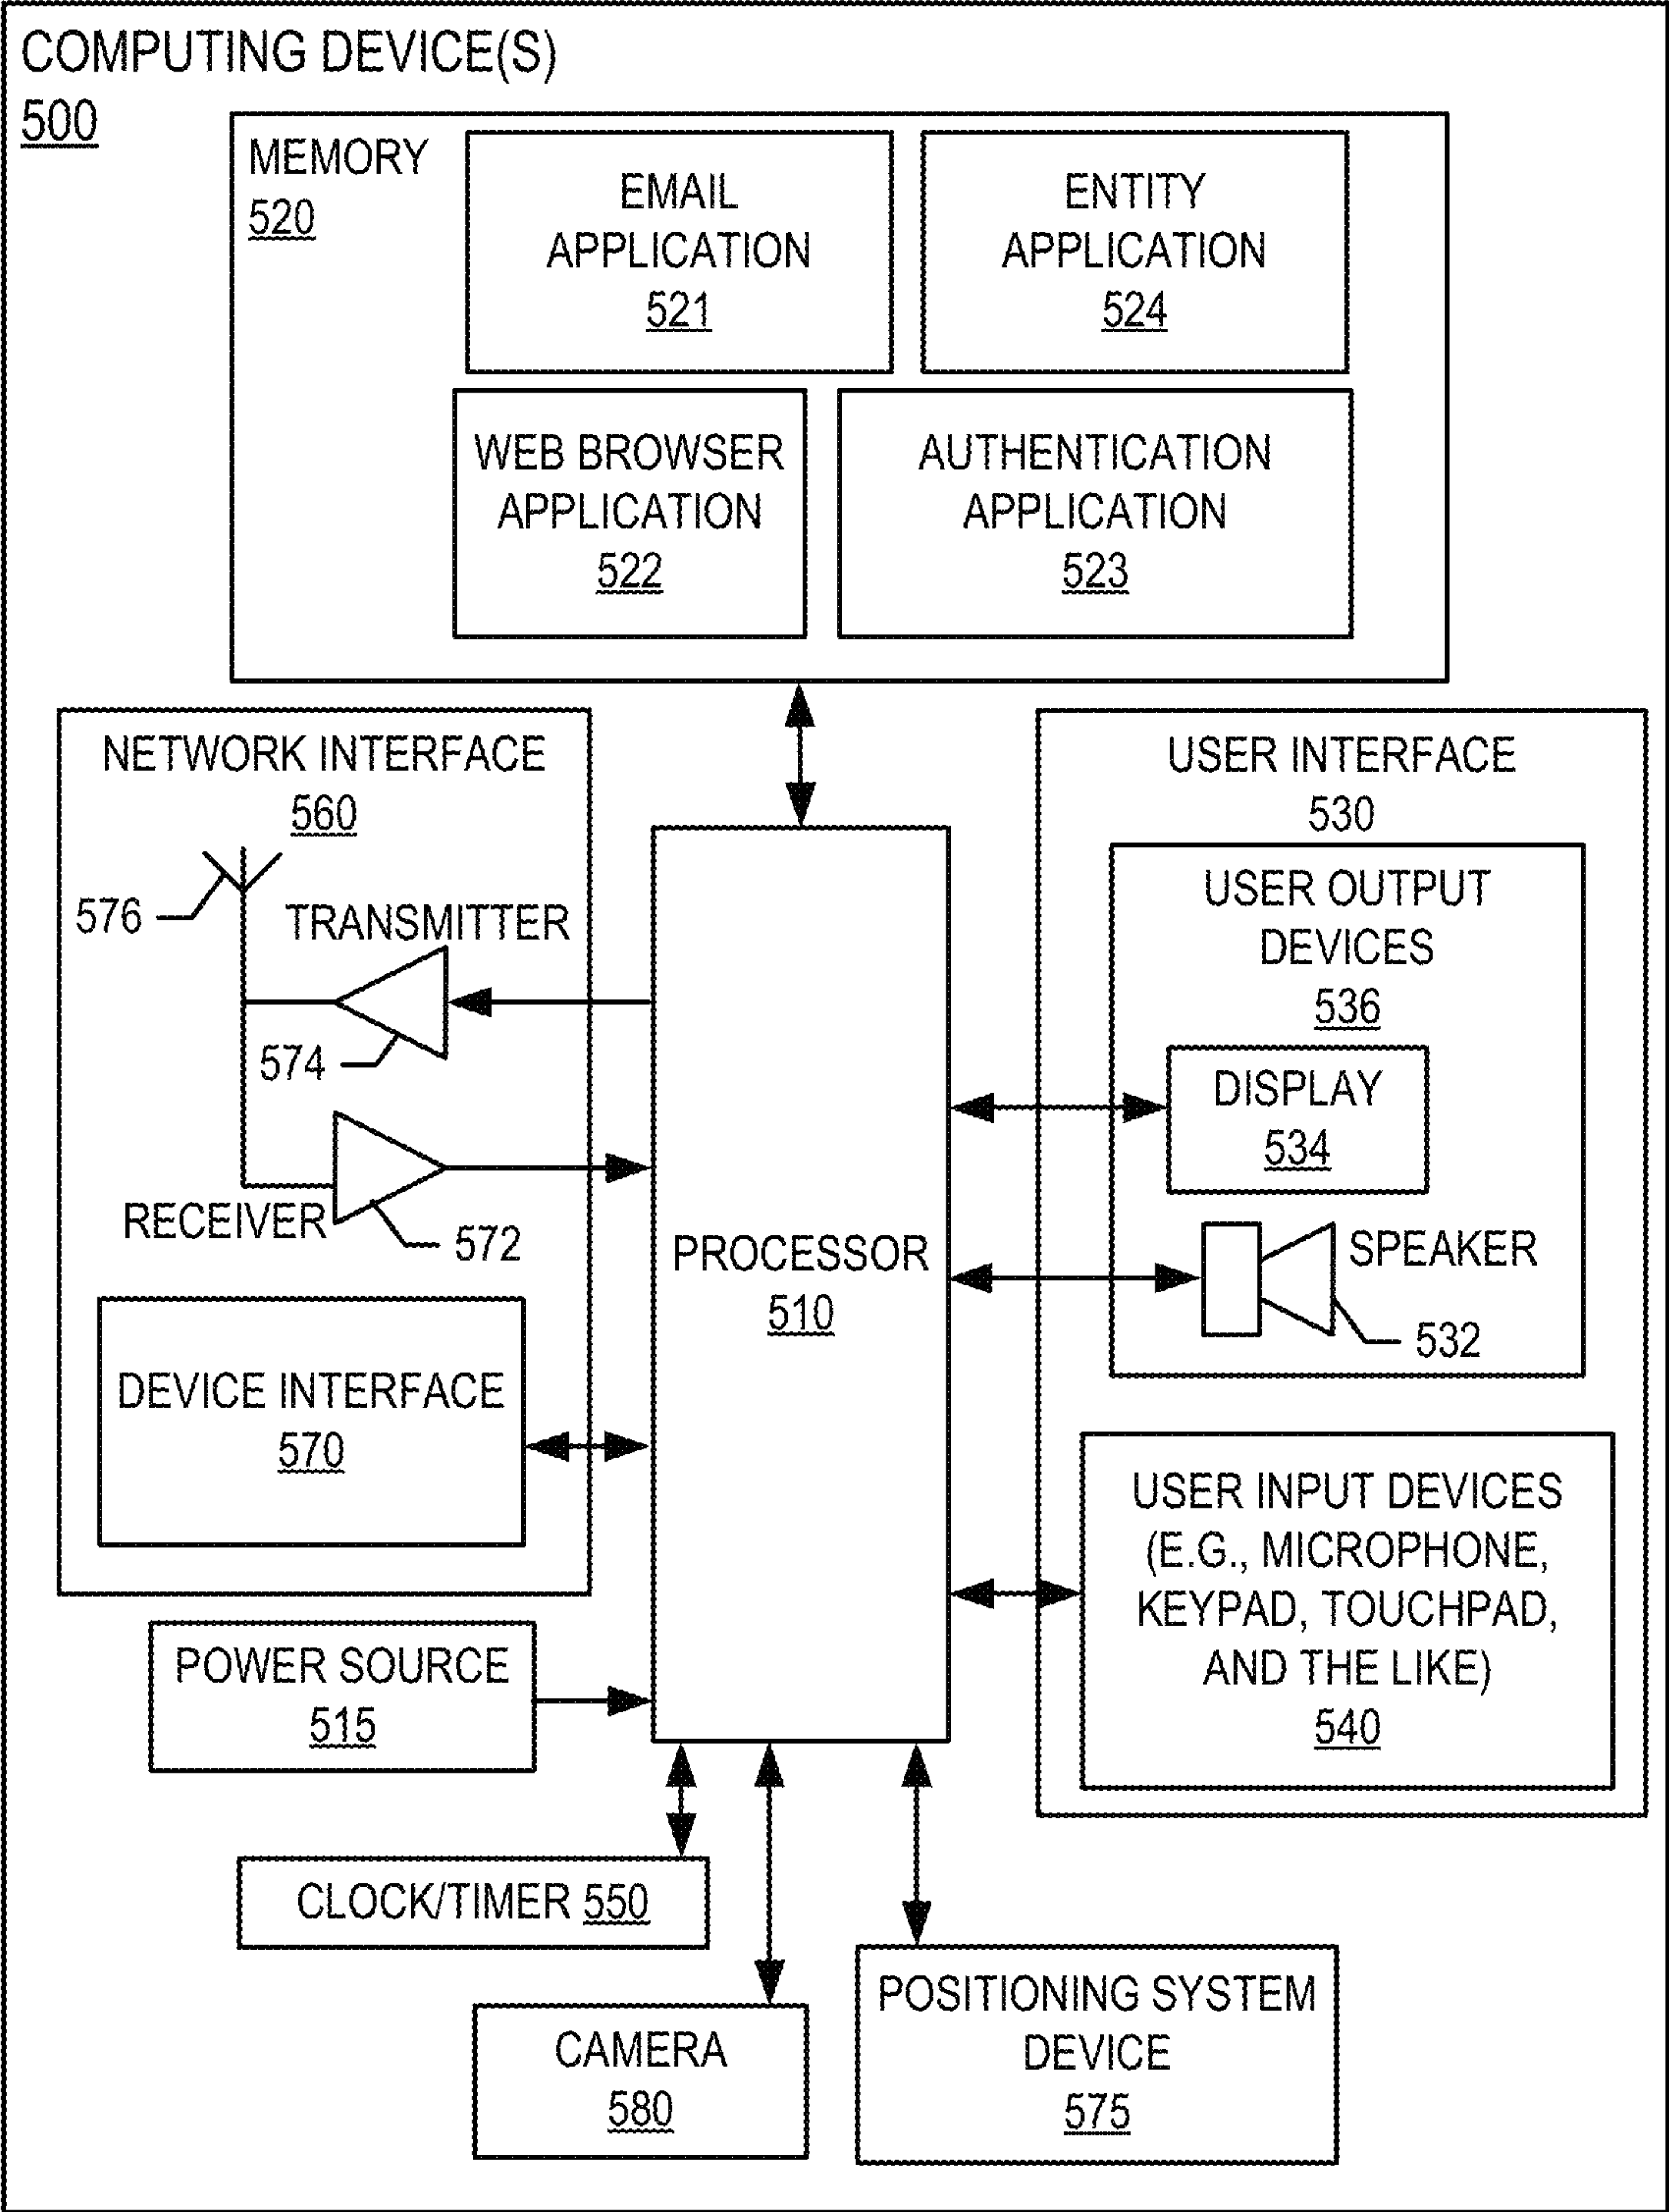 COMPUTING DEVICE(S)
500
MEMORY
520
EMAIL
APPLICATION
521
ENTITY
APPLICATION
524
WEB BROWSER
APPLICATION
522
AUTHENTICATION
APPLICATION
523
NETWORK INTERFACE
560
576
TRANSMITTER
574
RECEIVER
572
DEVICE INTERFACE
570
PROCESSOR
510
USER INTERFACE
530
USER OUTPUT
DEVICES
536
DISPLAY
534
SPEAKER
532
USER INPUT DEVICES
(E.G., MICROPHONE,
KEYPAD, TOUCHPAD,
AND THE LIKE)
540
POWER SOURCE
515
CLOCK/TIMER 550
CAMERA
580
POSITIONING SYSTEM
DEVICE
575